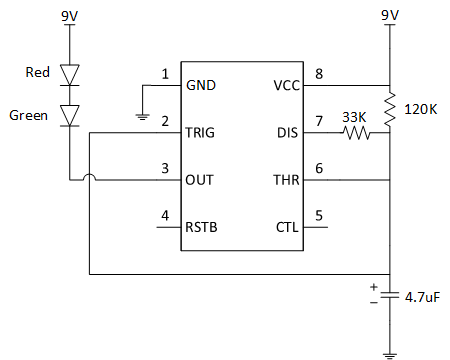 9V
9V
Red
Green
1
GND
VCC
8
2
TRIG
DIS
7
33K
120K
3
OUT
THR
6
4
RSTB
CTL
5
+
−
4.7uF